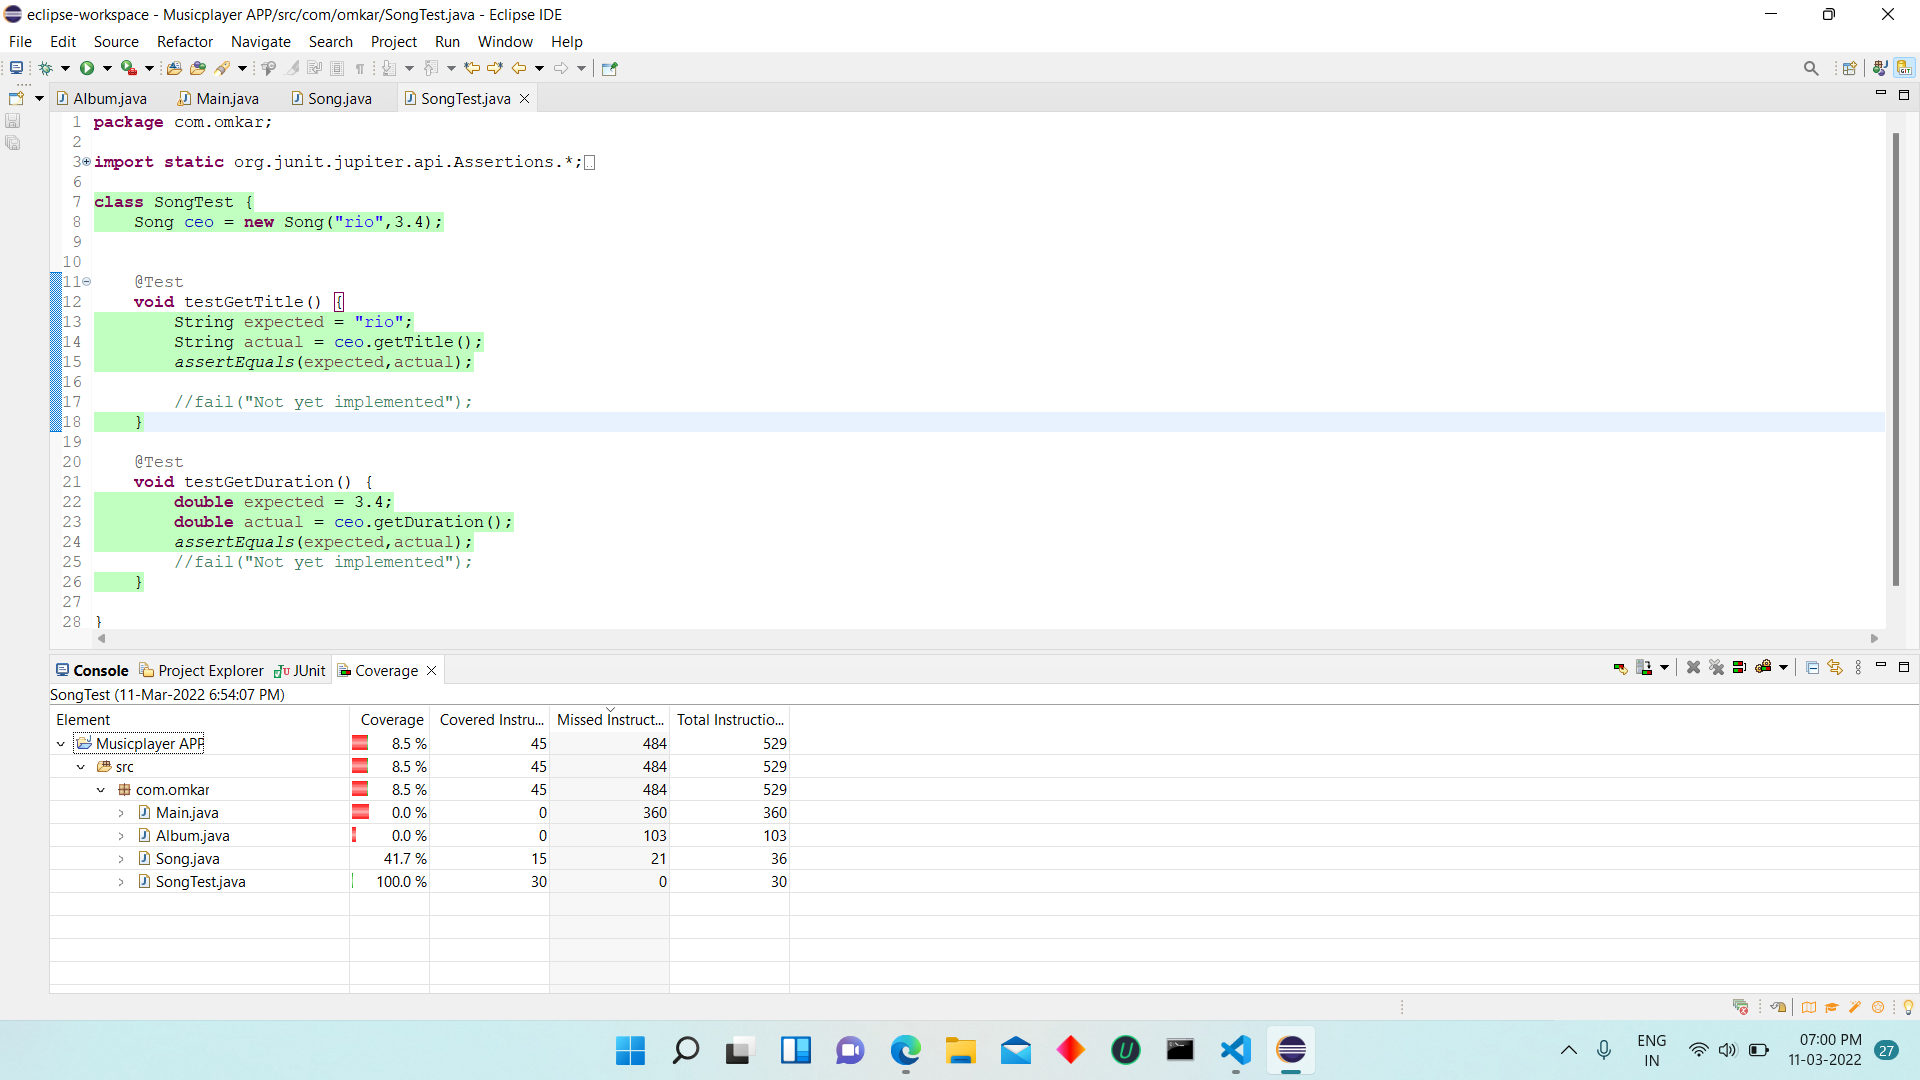 eclipse-workspace - Musicplayer APP/src/com/omkar/SongTest.java - Eclipse IDE
File Edit Source Refactor Navigate Search Project Run Window Help
Album.java Main.java Song.java SongTest.java
1 package com.omkar;
2
3 import static org.junit.jupiter.api.Assertions.*;
6
7 class SongTest {
8 Song ceo = new Song("rio",3.4);
9
10
11 @Test
12 void testGetTitle() {
13 String expected = "rio";
14 String actual = ceo.getTitle();
15 assertEquals(expected,actual);
16
17 //fail("Not yet implemented");
18 }
19
20 @Test
21 void testGetDuration() {
22 double expected = 3.4;
23 double actual = ceo.getDuration();
24 assertEquals(expected,actual);
25 //fail("Not yet implemented");
26 }
27
28 }
Console Project Explorer JUnit Coverage
SongTest (11-Mar-2022 6:54:07 PM)
Element Coverage Covered Instru... Missed Instruct... Total Instructio...
Musicplayer APP 8.5 % 45 484 529
src 8.5 % 45 484 529
com.omkar 8.5 % 45 484 529
Main.java 0.0 % 0 360 360
Album.java 0.0 % 0 103 103
Song.java 41.7 % 15 21 36
SongTest.java 100.0 % 30 0 30
ENG
IN
07:00 PM
11-03-2022
27